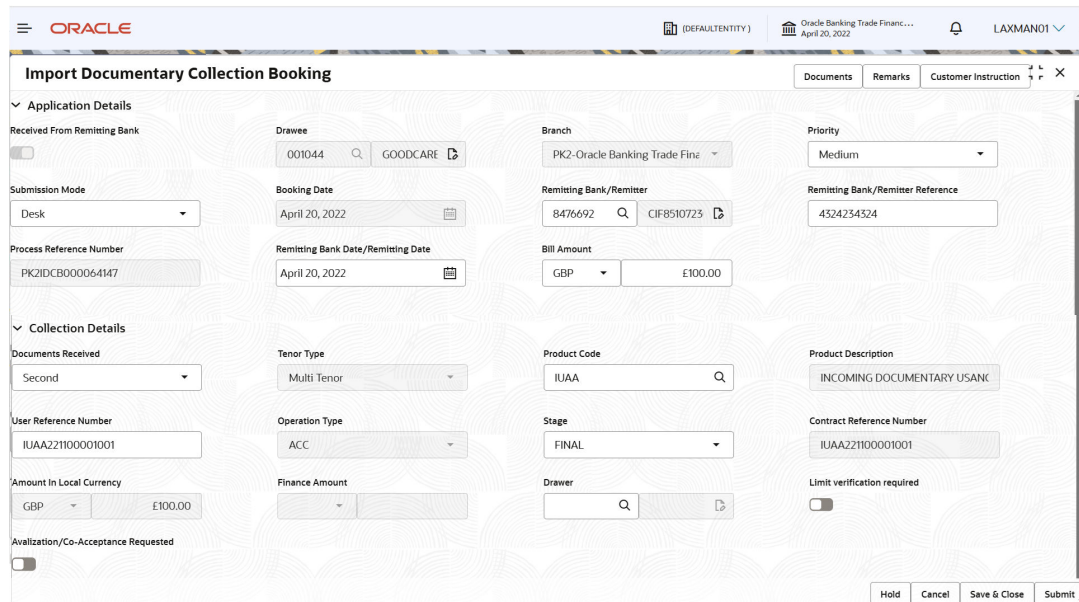 ORACLE
(DEFAULTENTITY)
Oracle Banking Trade Financ...
April 20, 2022
LAXMAN01
Import Documentary Collection Booking
Documents
Remarks
Customer Instruction
Application Details
Received From Remitting Bank
Drawee
Branch
Priority
001044
GOODCARE
PK2-Oracle Banking Trade Fina
Medium
Submission Mode
Booking Date
Remitting Bank/Remitter
Remitting Bank/Remitter Reference
Desk
April 20, 2022
8476692
CIF8510723
4324234324
Process Reference Number
Remitting Bank Date/Remitting Date
Bill Amount
PK2IDCB000064147
April 20, 2022
GBP
£100.00
Collection Details
Documents Received
Tenor Type
Product Code
Product Description
Second
Multi Tenor
IUAA
INCOMING DOCUMENTARY USANC
User Reference Number
Operation Type
Stage
Contract Reference Number
IUAA221100001001
ACC
FINAL
IUAA221100001001
Amount In Local Currency
Finance Amount
Drawer
Limit verification required
GBP
£100.00
Avalization/Co-Acceptance Requested
Hold
Cancel
Save & Close
Submit